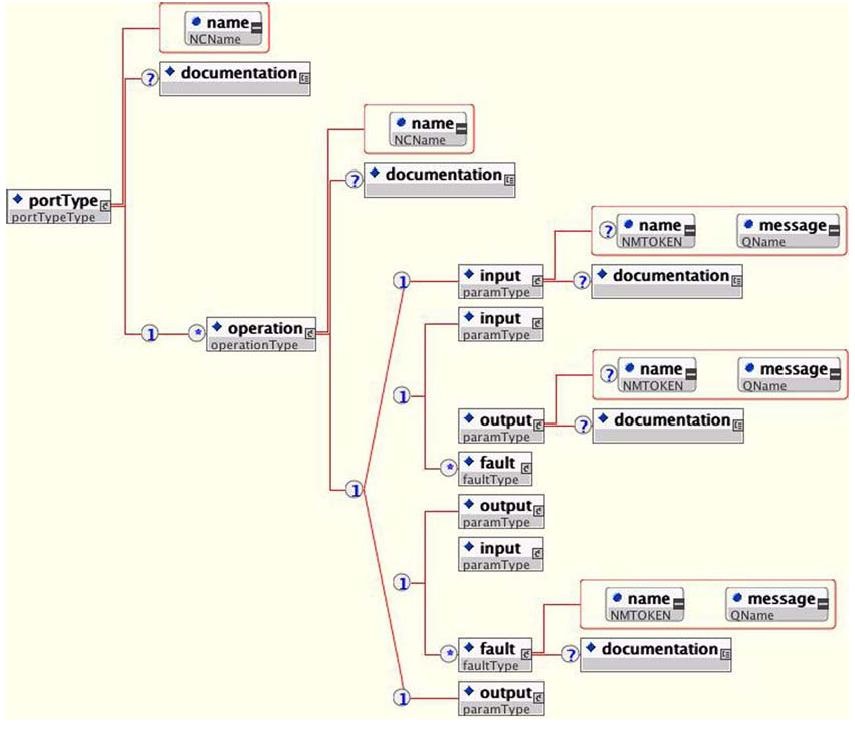 name
NCName
? documentation
name
NCName
? documentation
portType
portTypeType
? name
NMTOKEN
message
QName
1 input
paramType
? documentation
input
paramType
1 * operation
operationType
? name
NMTOKEN
message
QName
1
output
paramType
? documentation
* fault
faultType
1
output
paramType
input
paramType
1
name
NMTOKEN
message
QName
* fault
faultType
? documentation
1 output
paramType